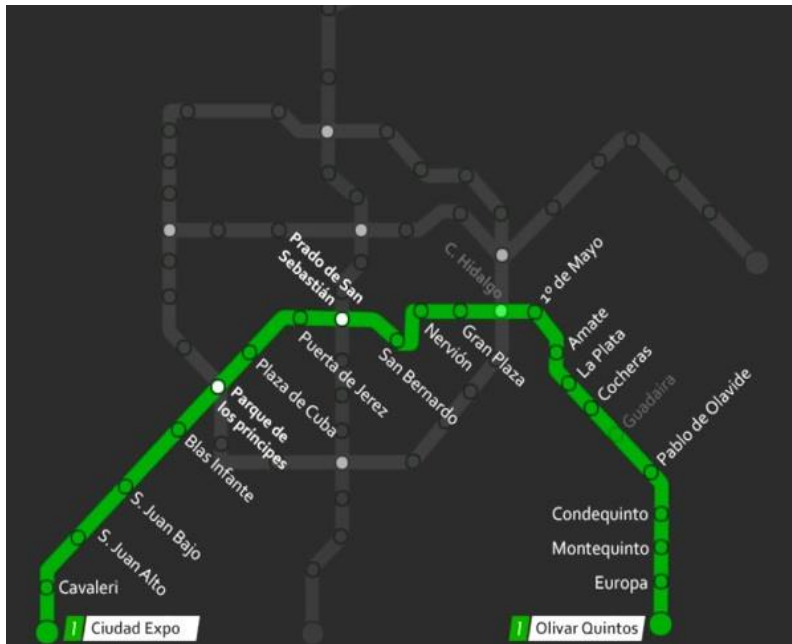 Prado de San
Sebastián
C. Hidalgo
1º de Mayo
Amate
La Plata
Cocheras
Guadaira
Pablo de Olavide
Nervión
Gran Plaza
San Bernardo
Puerta de Jerez
Plaza de Cuba
Parque de
los príncipes
Blas Infante
S. Juan Bajo
S. Juan Alto
Cavaleri
Condequinto
Montequinto
Europa
1 Ciudad Expo
1 Olivar Quintos